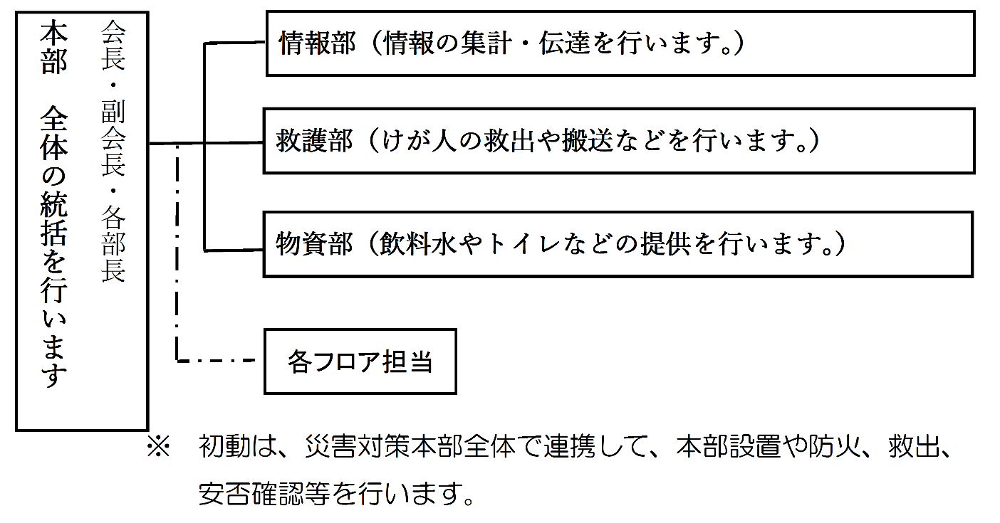 会長・副会長・各部長
本部　全体の統括を行います
情報部（情報の集計・伝達を行います。）
救護部（けが人の救出や搬送などを行います。）
物資部（飲料水やトイレなどの提供を行います。）
各フロア担当
※　初動は、災害対策本部全体で連携して、本部設置や防火、救出、
安否確認等を行います。